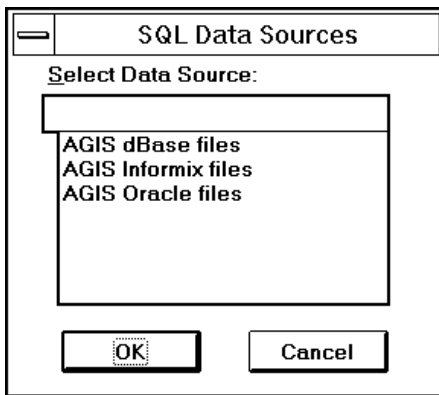 SQL Data Sources
Select Data Source:
AGIS dBase files
AGIS Informix files
AGIS Oracle files
OK Cancel